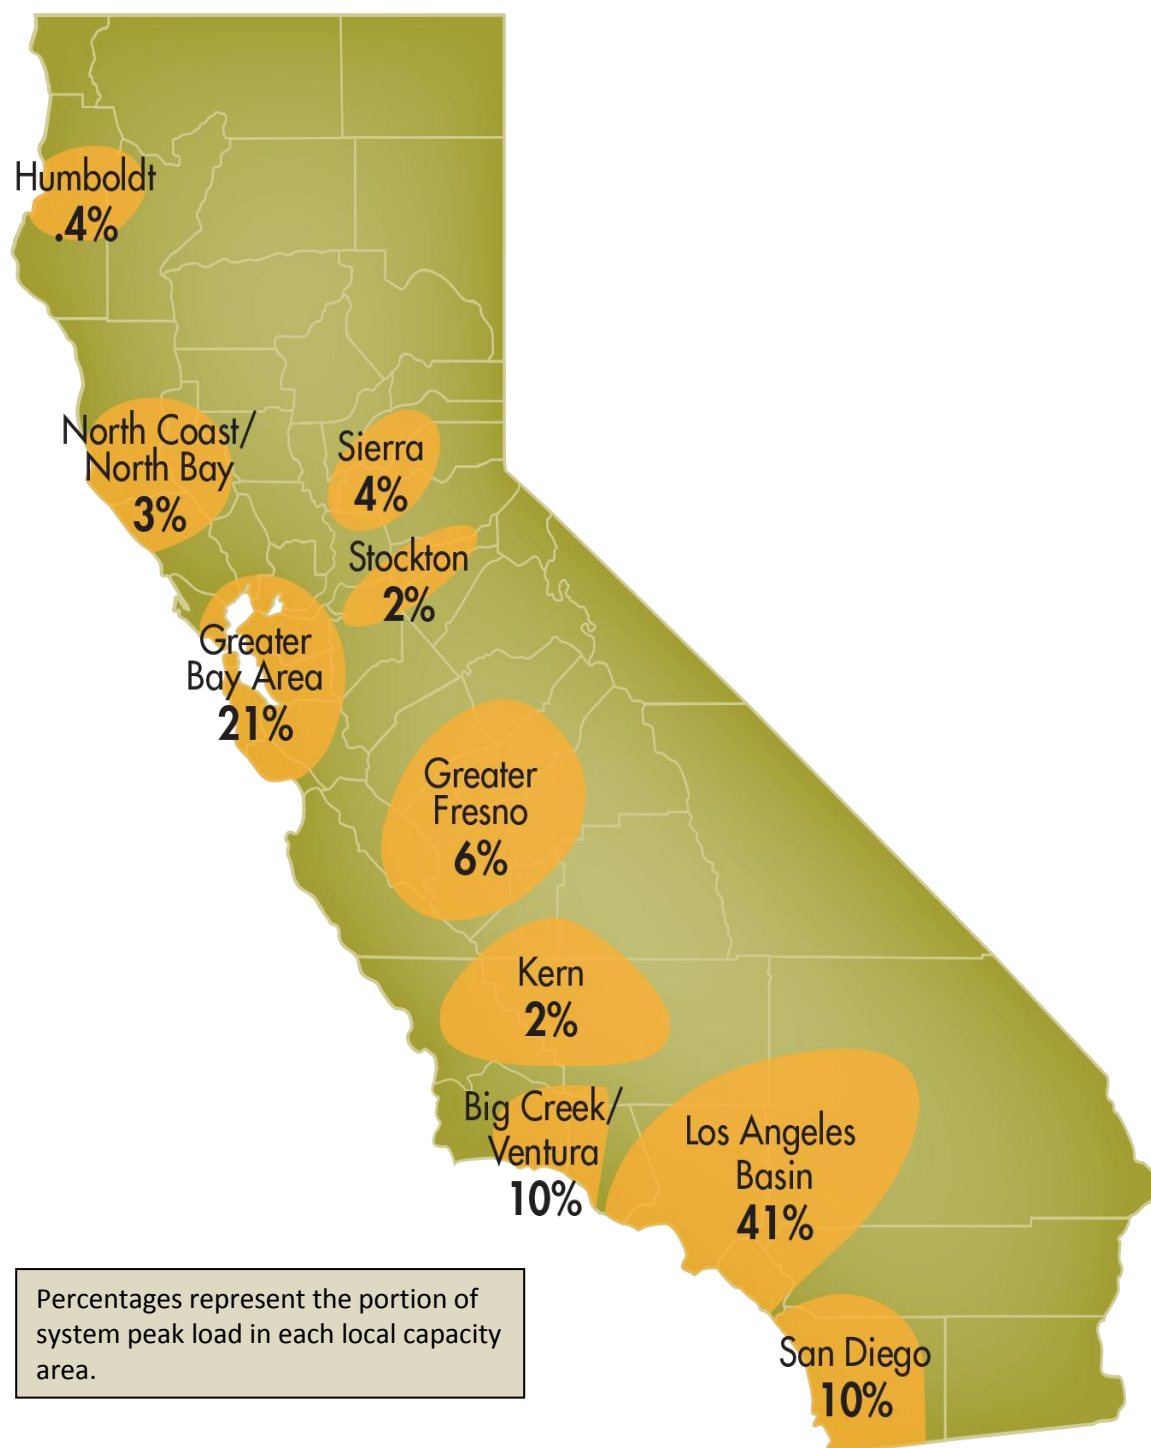 Humboldt
.4%
North Coast/
North Bay
3%
Sierra
4%
Stockton
2%
Greater
Bay Area
21%
Greater
Fresno
6%
Kern
2%
Big Creek/
Ventura
10%
Los Angeles
Basin
41%
San Diego
10%
Percentages represent the portion of
system peak load in each local capacity
area.